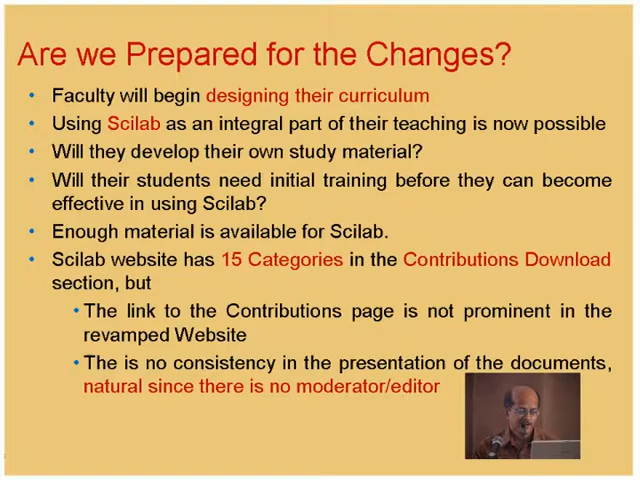 Are we Prepared for the Changes?
• Faculty will begin designing their curriculum
• Using Scilab as an integral part of their teaching is now possible
• Will they develop their own study material?
• Will their students need initial training before they can become
effective in using Scilab?
• Enough material is available for Scilab.
• Scilab website has 15 Categories in the Contributions Download
section, but
• The link to the Contributions page is not prominent in the
revamped Website
• The is no consistency in the presentation of the documents,
natural since there is no moderator/editor